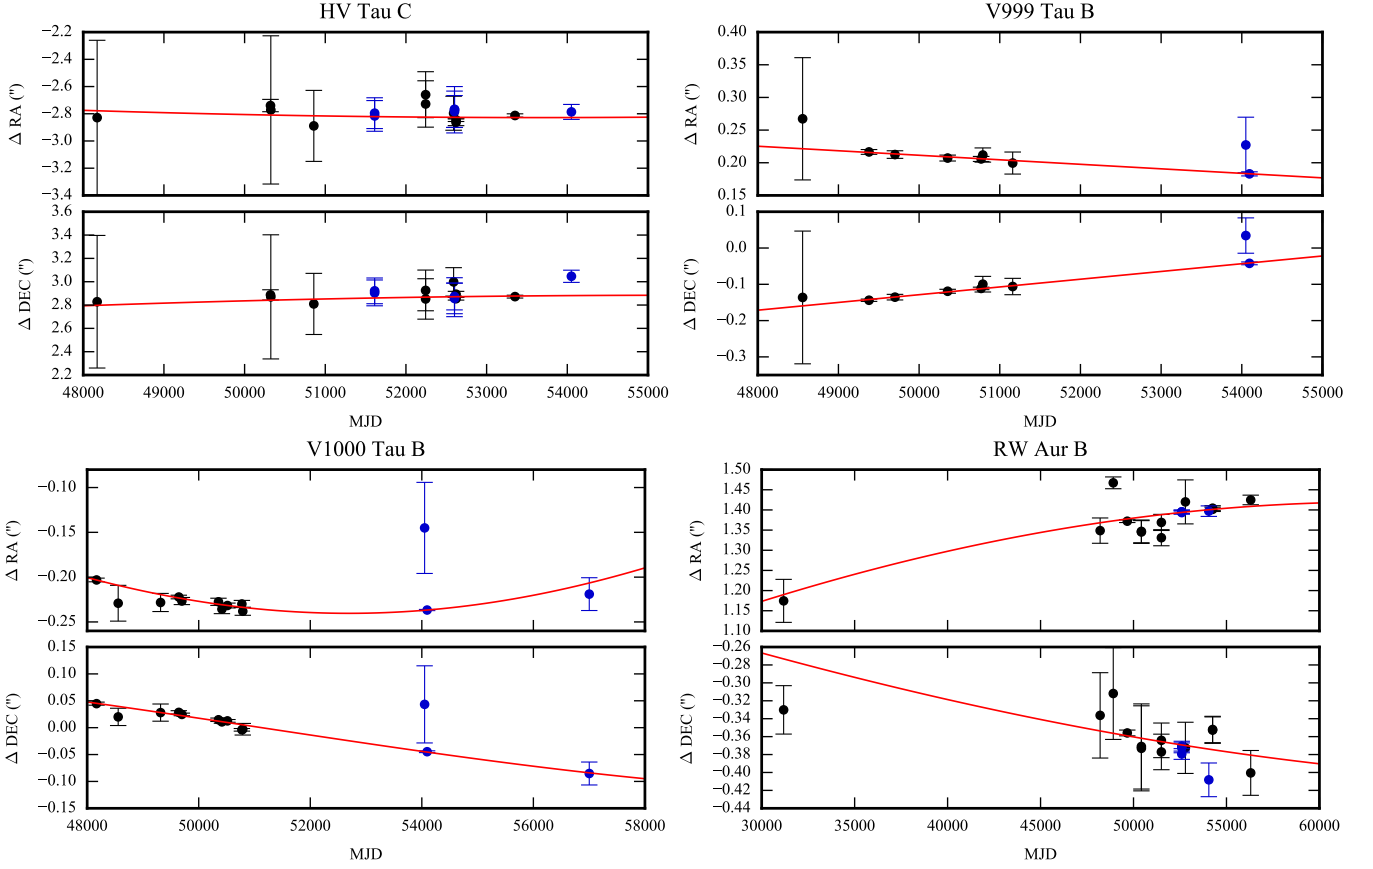 HV Tau C
Δ RA (")
−2.2
−2.4
−2.6
−2.8
−3.0
−3.2
−3.4
Δ DEC (")
3.6
3.4
3.2
3.0
2.8
2.6
2.4
2.2
48000 49000 50000 51000 52000 53000 54000 55000
MJD
V999 Tau B
Δ RA (")
0.40
0.35
0.30
0.25
0.20
0.15
Δ DEC (")
0.1
0.0
−0.1
−0.2
−0.3
48000 49000 50000 51000 52000 53000 54000 55000
MJD
V1000 Tau B
Δ RA (")
−0.10
−0.15
−0.20
−0.25
Δ DEC (")
0.15
0.10
0.05
0.00
−0.05
−0.10
−0.15
48000 50000 52000 54000 56000 58000
MJD
RW Aur B
Δ RA (")
1.50
1.45
1.40
1.35
1.30
1.25
1.20
1.15
1.10
Δ DEC (")
−0.26
−0.28
−0.30
−0.32
−0.34
−0.36
−0.38
−0.40
−0.42
−0.44
30000 35000 40000 45000 50000 55000 60000
MJD